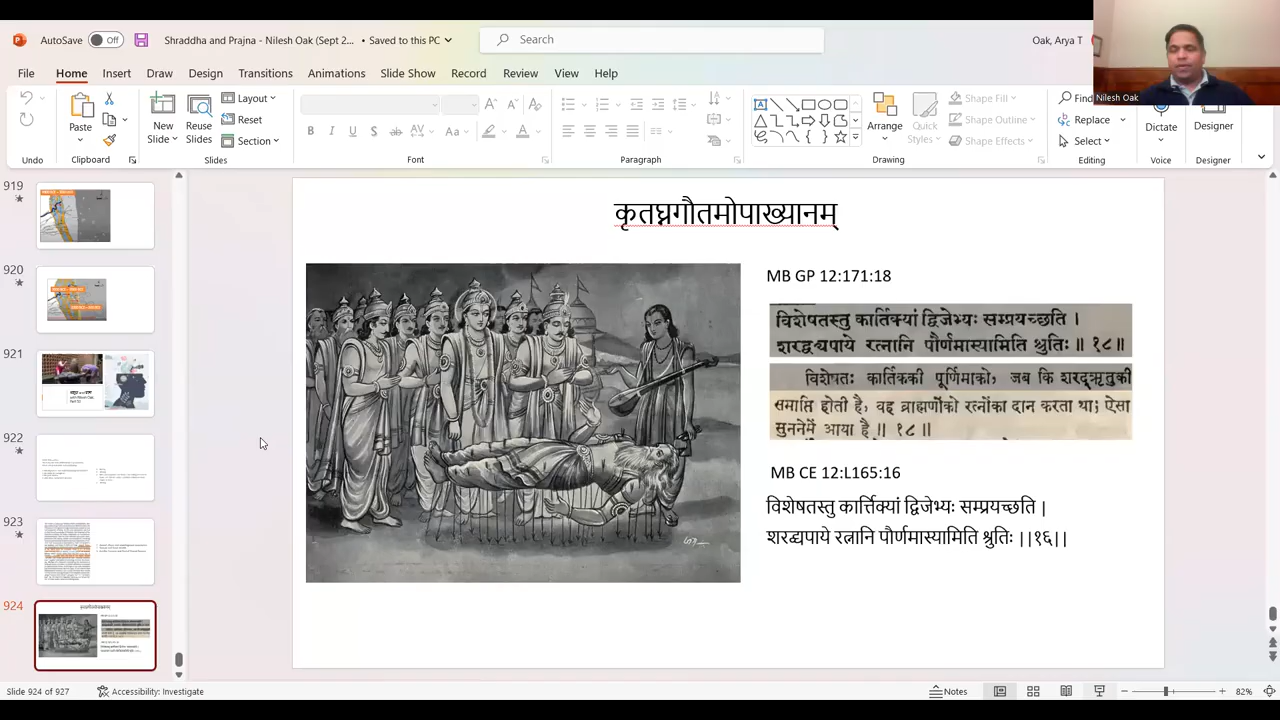 AutoSave Off Shraddha and Prajna - Nilesh Oak (Sept 2... • Saved to this PC Search Oak, Arya T
Nilesh Oak
File Home Insert Draw Design Transitions Animations Slide Show Record Review View Help
Paste New Slide Reuse Slides Layout Reset Section Arrange Quick Styles Shape Fill Shape Outline Shape Effects Find Replace Select Dictate Designer
Undo Clipboard Slides Font Paragraph Drawing Editing Voice Designer
919
920
921
922
923
924
कृतघ्नगौतमोपाख्यानम्
MB GP 12:171:18
विशेषतस्तु कार्तिक्यां द्विजेभ्यः सम्प्रयच्छति ।
शरद्व्यपाये रत्नानि पौर्णमास्यामिति श्रुतिः ॥ १८ ॥
विशेषतः कार्तिककी पूर्णिमाको, जब कि शरद्ऋतुकी
समाप्ति होती है, वह ब्राह्मणोंको रत्नोंका दान करता था; ऐसा
सुननेमें आया है ॥ १८ ॥
MB CE 12:L165:16
विशेषतस्तु कार्त्तिक्यां द्विजेभ्यः सम्प्रयच्छति |
शरद्व्यपाये रत्नानि पौर्णमास्यामिति श्रुतिः ||१६||
Slide 924 of 927 Accessibility: Investigate Notes 82%